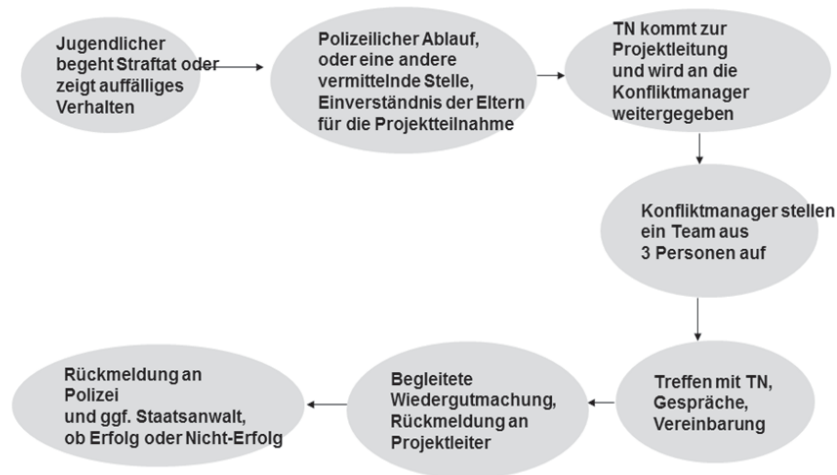 Jugendlicher
begeht Straftat oder
zeigt auffälliges
Verhalten
Polizeilicher Ablauf,
oder eine andere
vermittelnde Stelle,
Einverständnis der Eltern
für die Projektteilnahme
TN kommt zur
Projektleitung
und wird an die
Konfliktmanager
weitergegeben
Konfliktmanager stellen
ein Team aus
3 Personen auf
Treffen mit TN,
Gespräche,
Vereinbarung
Begleitete
Wiedergutmachung,
Rückmeldung an
Projektleiter
Rückmeldung an
Polizei
und ggf. Staatsanwalt,
ob Erfolg oder Nicht-Erfolg